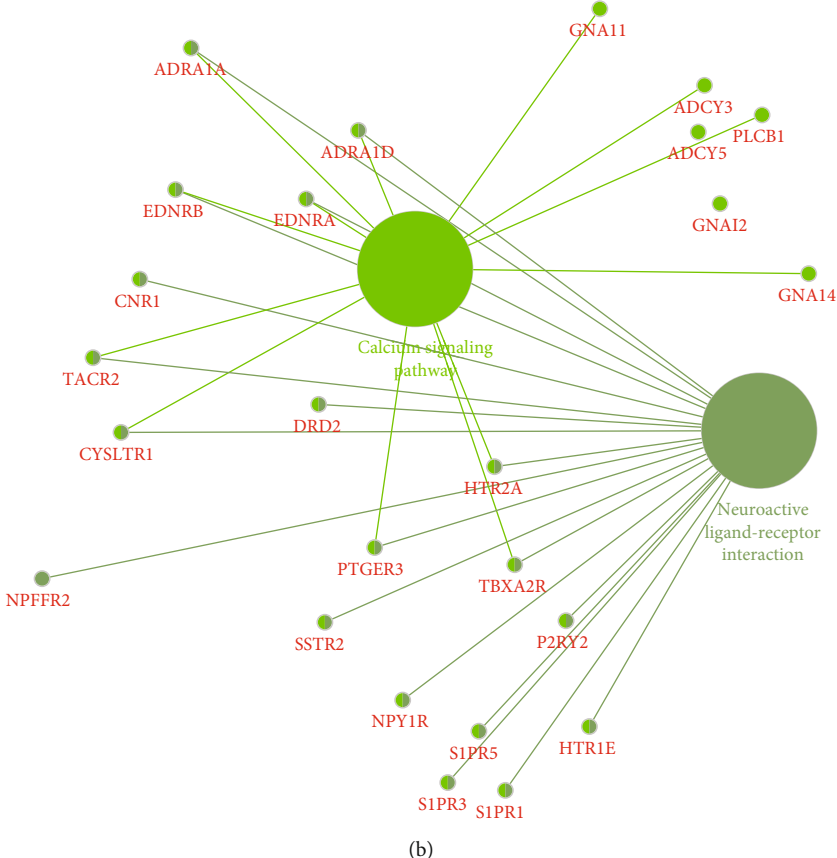 GNA11
ADRA1A
ADCY3
PLCB1
ADRA1D
ADCY5
EDNRB
EDNRA
GNAI2
CNR1
GNA14
Calcium signaling
pathway
TACR2
DRD2
CYSLTR1
HTR2A
Neuroactive
ligand-receptor
interaction
PTGER3
TBXA2R
NPFFR2
SSTR2
P2RY2
NPY1R
S1PR5
HTR1E
S1PR3
S1PR1
(b)